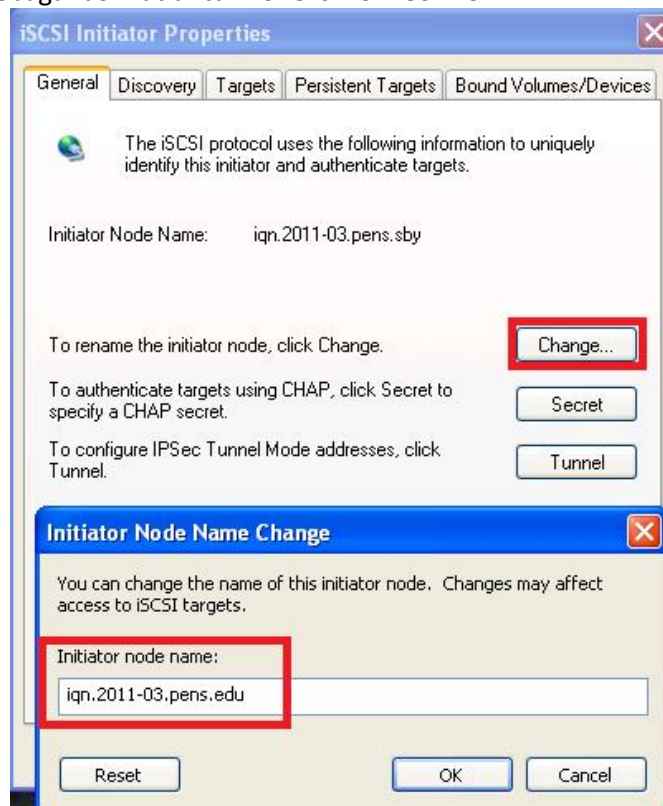 iSCSI Initiator Properties
General Discovery Targets Persistent Targets Bound Volumes/Devices
The iSCSI protocol uses the following information to uniquely
identify this initiator and authenticate targets.
Initiator Node Name: iqn.2011-03.pens.sby
To rename the initiator node, click Change.
Change...
To authenticate targets using CHAP, click Secret to
specify a CHAP secret.
Secret
To configure IPSec Tunnel Mode addresses, click
Tunnel.
Tunnel
Initiator Node Name Change
You can change the name of this initiator node. Changes may affect
access to iSCSI targets.
Initiator node name:
iqn.2011-03.pens.edu
Reset OK Cancel